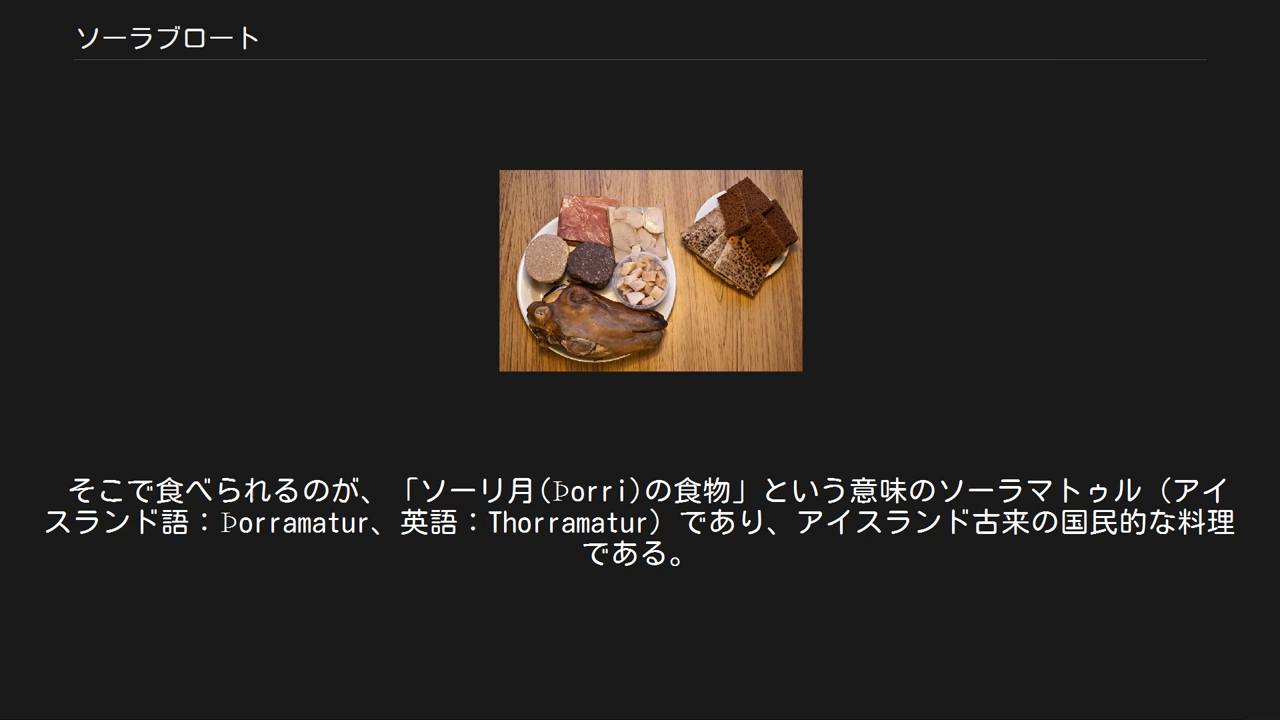 ソーラブロート
そこで食べられるのが、「ソーリ月(Þorri)の食物」という意味のソーラマトゥル（アイ
スランド語：Þorramatur、英語：Thorramatur）であり、アイスランド古来の国民的な料理
である。